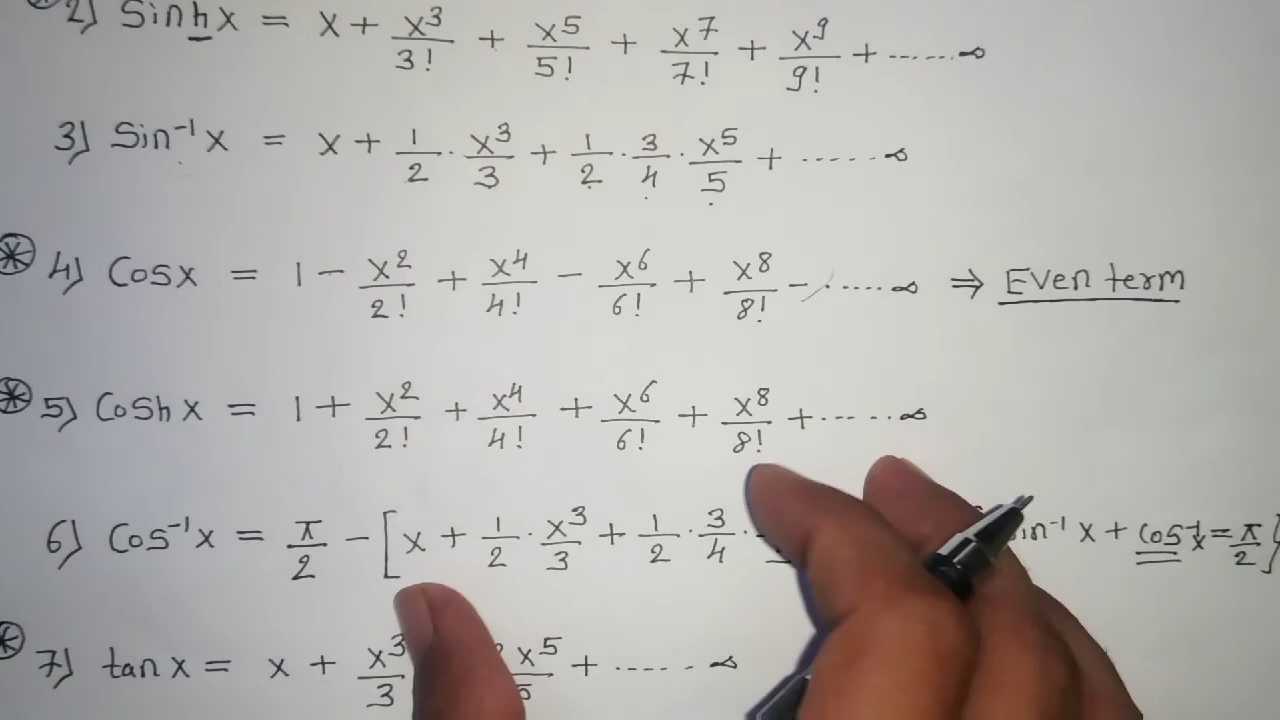 2) Sinhx = x + x³/3! + x⁵/5! + x⁷/7! + x⁹/9! + ......∞
3) Sin⁻¹x = x + 1/2 · x³/3 + 1/2 · 3/4 · x⁵/5 + ......∞
4) Cosx = 1 - x²/2! + x⁴/4! - x⁶/6! + x⁸/8! - ......∞ ⇒ Even term
5) Coshx = 1 + x²/2! + x⁴/4! + x⁶/6! + x⁸/8! + ......∞
6) Cos⁻¹x = π/2 - [x + 1/2 · x³/3 + 1/2 · 3/4 · in⁻¹ x + cos⁻¹x = π/2]
7) tanx = x + x³/3 x⁵ + ......∞